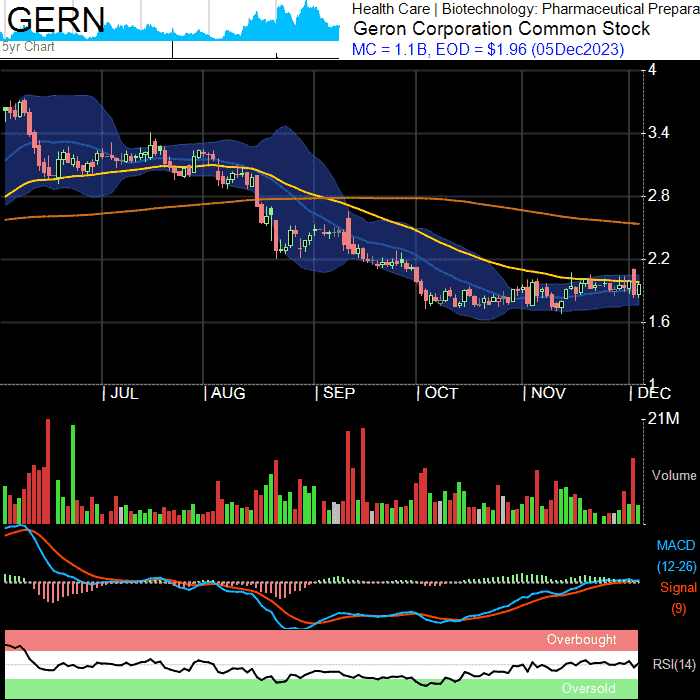 GERN
5yr Chart
Health Care | Biotechnology: Pharmaceutical Prepara
Geron Corporation Common Stock
MC = 1.1B, EOD = $1.96 (05Dec2023)
4
3.4
2.8
2.2
1.6
1
| JUL | AUG | SEP | OCT | NOV | DEC
21M
Volume
MACD
(12-26)
Signal
(9)
Overbought
RSI(14)
Oversold